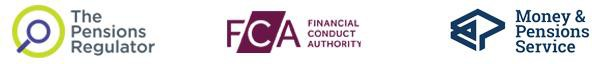 The
Pensions
Regulator
FCA
FINANCIAL
CONDUCT
AUTHORITY
Money &
Pensions
Service